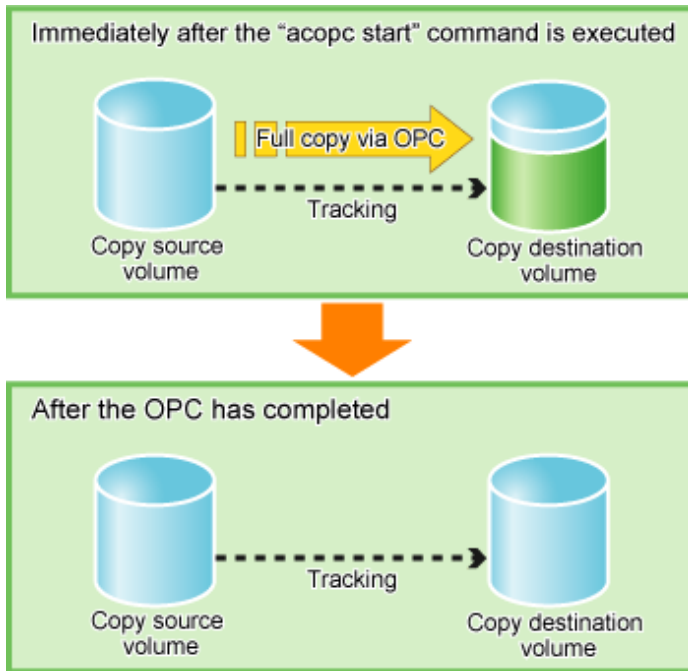 Immediately after the “acopc start” command is executed
Full copy via OPC
Tracking
Copy source
volume
Copy destination
volume
After the OPC has completed
Tracking
Copy source
volume
Copy destination
volume